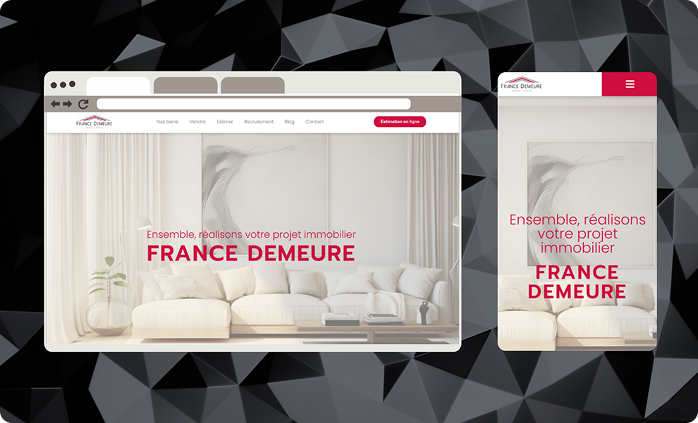 FRANCE DEMEURE
Nos biens Vendre Estimer Recrutement Blog Contact Estimation en ligne
Ensemble, réalisons votre projet immobilier
FRANCE DEMEURE
FRANCE DEMEURE
Ensemble, réalisons
votre projet
immobilier
FRANCE
DEMEURE